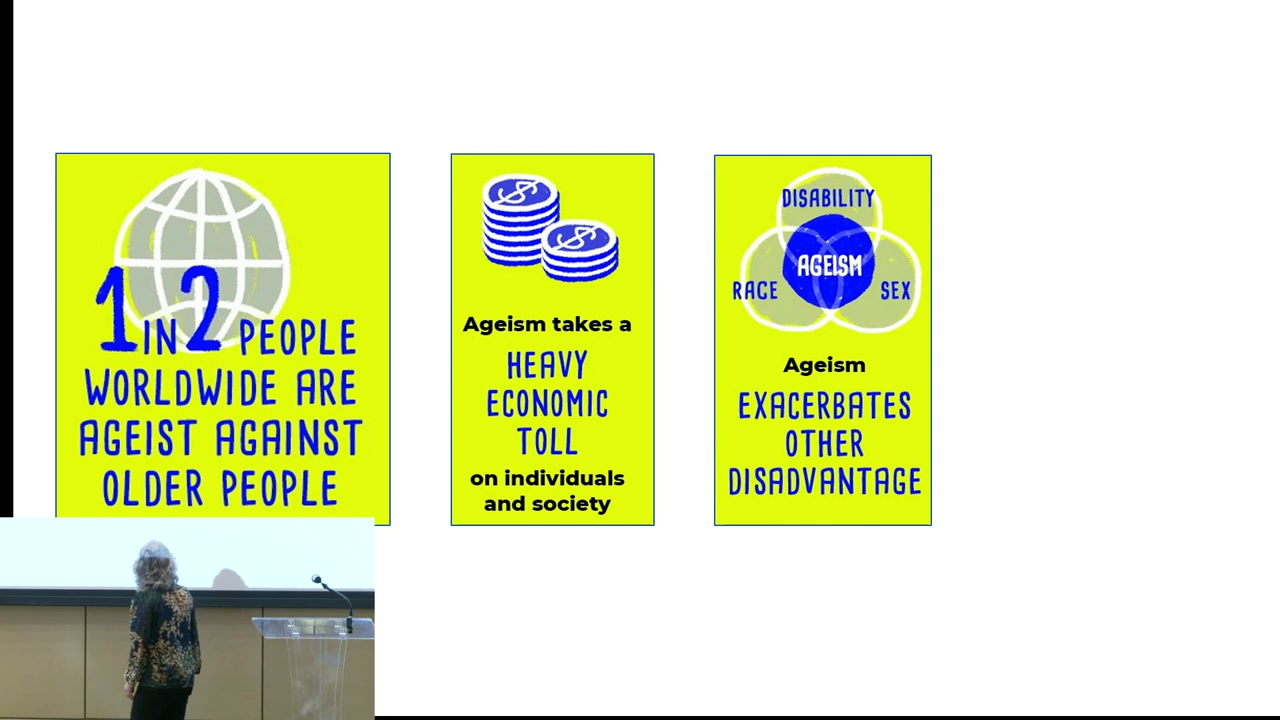 1 IN 2 PEOPLE
WORLDWIDE ARE
AGEIST AGAINST
OLDER PEOPLE
$
$
Ageism takes a
HEAVY
ECONOMIC
TOLL
on individuals
and society
DISABILITY
AGEISM
RACE
SEX
Ageism
EXACERBATES
OTHER
DISADVANTAGE